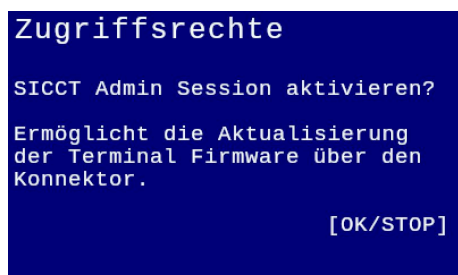 Zugriffsrechte
SICCT Admin Session aktivieren?
Ermöglicht die Aktualisierung
der Terminal Firmware über den
Konnektor.
[OK/STOP]